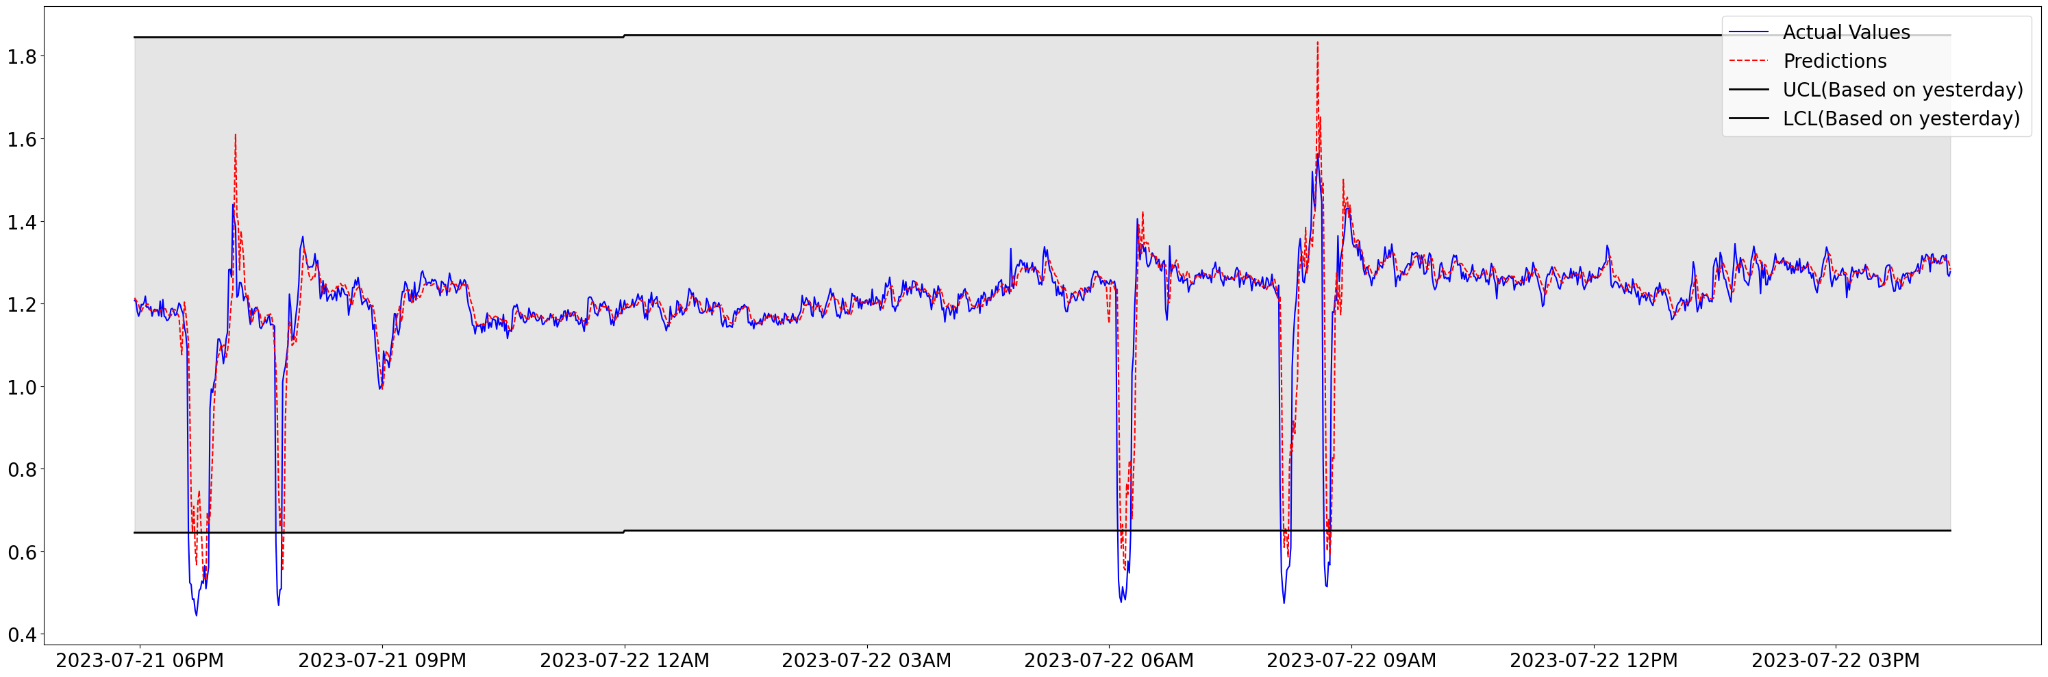 1.8
1.6
1.4
1.2
1.0
0.8
0.6
0.4
Actual Values
Predictions
UCL(Based on yesterday)
LCL(Based on yesterday)
2023-07-21 06PM 2023-07-21 09PM 2023-07-22 12AM 2023-07-22 03AM 2023-07-22 06AM 2023-07-22 09AM 2023-07-22 12PM 2023-07-22 03PM